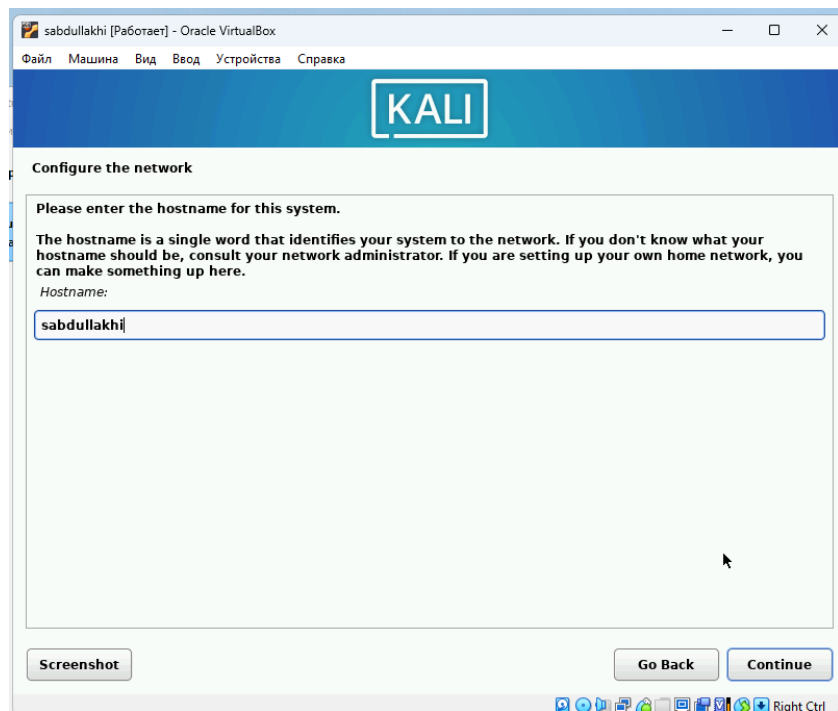 sabdullakhi [Работает] - Oracle VirtualBox
Файл Машина Вид Ввод Устройства Справка
KALI
Configure the network
Please enter the hostname for this system.
The hostname is a single word that identifies your system to the network. If you don't know what your
hostname should be, consult your network administrator. If you are setting up your own home network, you
can make something up here.
Hostname:
sabdullakhi
Screenshot Go Back Continue
Right Ctrl